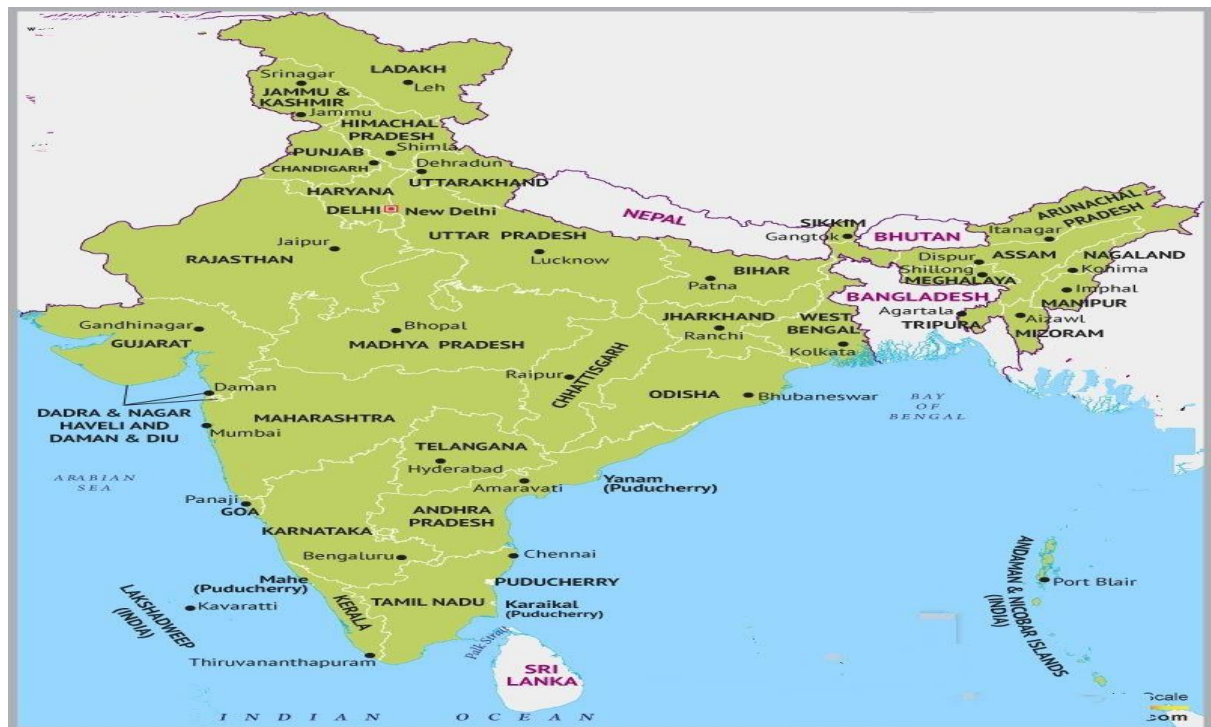 LADAKH
Srinagar
Leh
JAMMU &
KASHMIR
Jammu
HIMACHAL
PRADESH
Shimla
PUNJAB
CHANDIGARH
Dehradun
UTTARAKHAND
HARYANA
DELHI
New Delhi
NEPAL
SIKKIM
Gangtok
BHUTAN
ARUNACHAL
PRADESH
Itanagar
UTTAR PRADESH
Jaipur
RAJASTHAN
Lucknow
Dispur
ASSAM
NAGALAND
Shillong
MEGHALAYA
Kohima
BIHAR
Patna
Imphal
MANIPUR
BANGLADESH
Agartala
TRIPURA
Aizawl
MIZORAM
Gandhinagar
GUJARAT
Bhopal
MADHYA PRADESH
JHARKHAND
Ranchi
WEST
BENGAL
Kolkata
Raipur
CHHATTISGARH
ODISHA
Bhubaneswar
BAY
OF
BENGAL
Daman
DADRA & NAGAR
HAVELI AND
DAMAN & DIU
MAHARASHTRA
Mumbai
TELANGANA
Hyderabad
ARABIAN
SEA
Amaravati
Yanam
(Puducherry)
Panaji
GOA
ANDHRA
PRADESH
KARNATAKA
Bengaluru
Chennai
Mahe
(Puducherry)
PUDUCHERRY
LAKSHADWEEP
(INDIA)
Kavaratti
KERALA
TAMIL NADU
Karaikal
(Puducherry)
ANDAMAN & NICOBAR ISLANDS
(INDIA)
Port Blair
Palk Strait
Thiruvananthapuram
SRI
LANKA
INDIAN OCEAN
Scale
com